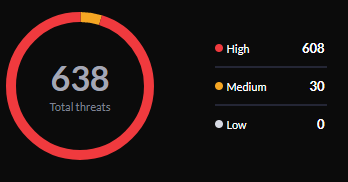 638
Total threats
High 608
Medium 30
Low 0